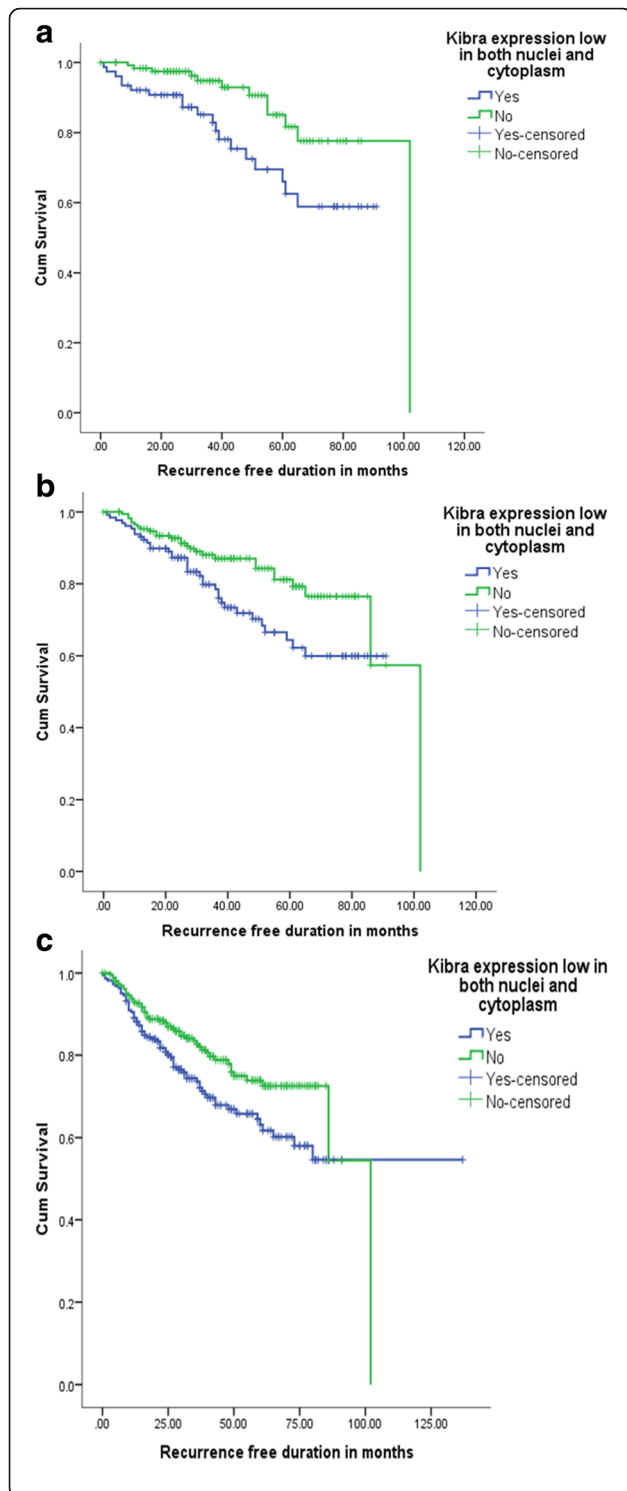 a
Kibra expression low
in both nuclei and
cytoplasm
Yes
No
Yes-censored
No-censored
1.0
0.8
0.6
0.4
0.2
0.0
Cum Survival
.00 20.00 40.00 60.00 80.00 100.00 120.00
Recurrence free duration in months
b
Kibra expression low
in both nuclei and
cytoplasm
Yes
No
Yes-censored
No-censored
1.0
0.8
0.6
0.4
0.2
0.0
Cum Survival
.00 20.00 40.00 60.00 80.00 100.00 120.00
Recurrence free duration in months
c
Kibra expression low in
both nuclei and
cytoplasm
Yes
No
Yes-censored
No-censored
1.0
0.8
0.6
0.4
0.2
0.0
Cum Survival
.00 25.00 50.00 75.00 100.00 125.00
Recurrence free duration in months